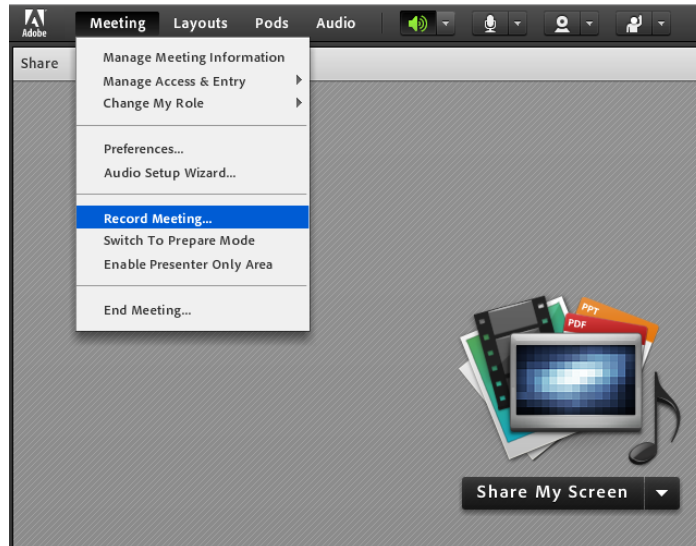 Adobe
Meeting Layouts Pods Audio
Share
Manage Meeting Information
Manage Access & Entry
Change My Role
Preferences...
Audio Setup Wizard...
Record Meeting...
Switch To Prepare Mode
Enable Presenter Only Area
End Meeting...
PPT
PDF
Share My Screen